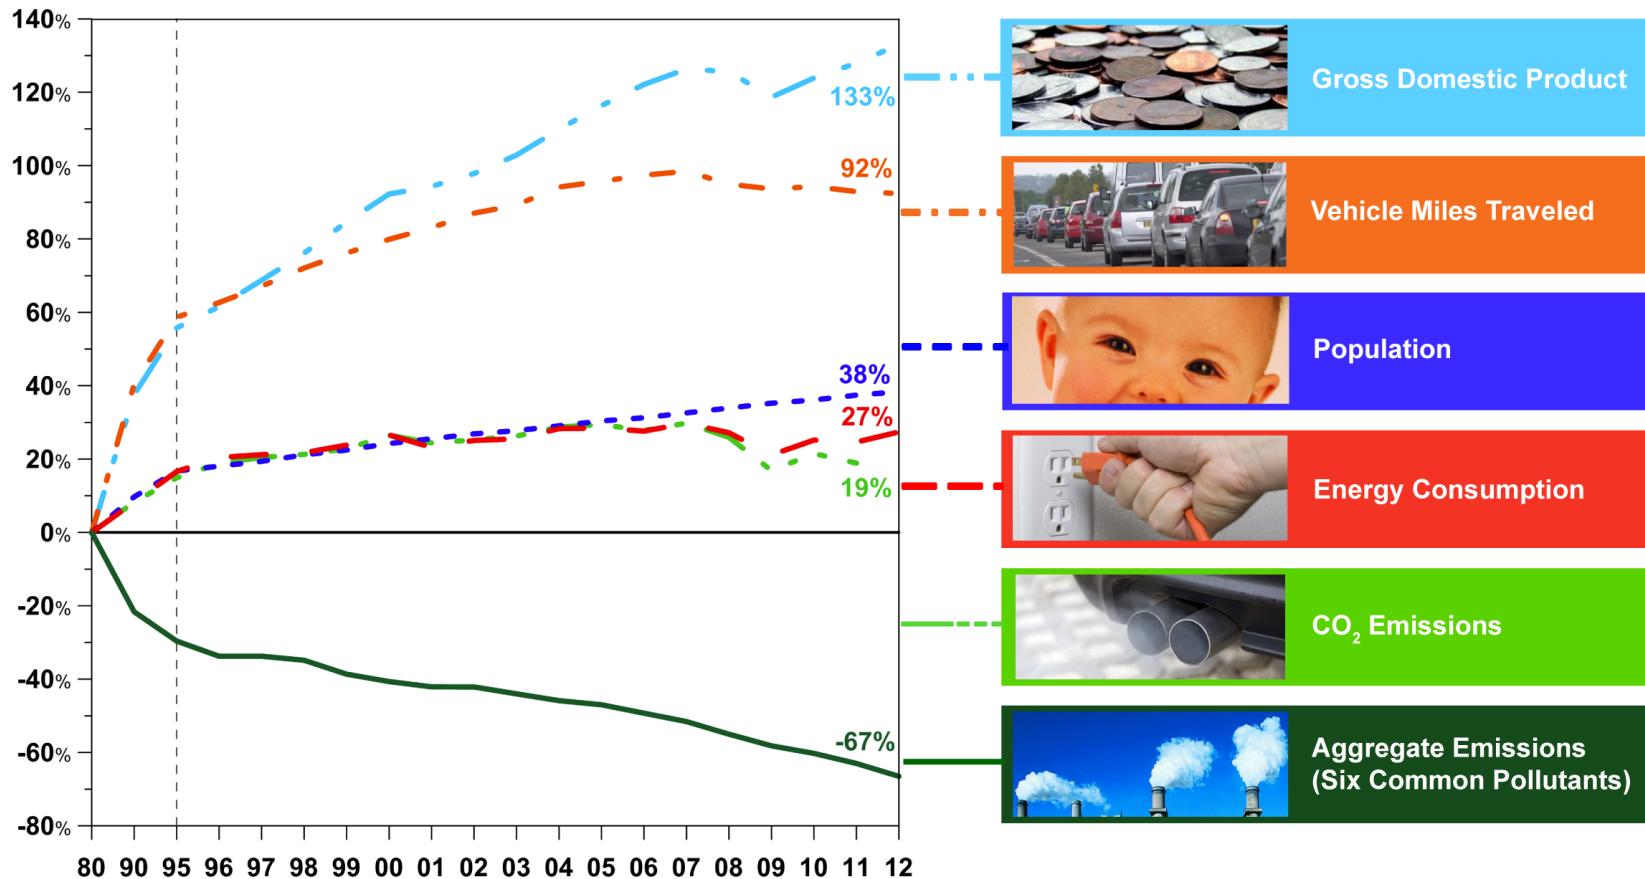 140%
120%
100%
80%
60%
40%
20%
0%
-20%
-40%
-60%
-80%
80 90 95 96 97 98 99 00 01 02 03 04 05 06 07 08 09 10 11 12
133%
92%
38%
27%
19%
-67%
Gross Domestic Product
Vehicle Miles Traveled
Population
Energy Consumption
CO₂ Emissions
Aggregate Emissions
(Six Common Pollutants)